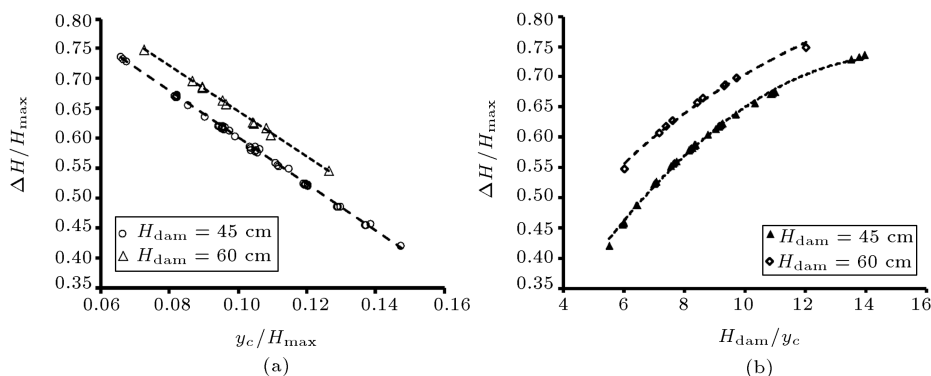 0.80
0.75
0.70
0.65
0.60
0.55
0.50
0.45
0.40
0.35
ΔH/H_max
H_dam = 45 cm
H_dam = 60 cm
0.06 0.08 0.10 0.12 0.14 0.16
y_c/H_max
(a)
0.80
0.75
0.70
0.65
0.60
0.55
0.50
0.45
0.40
0.35
ΔH/H_max
H_dam = 45 cm
H_dam = 60 cm
4 6 8 10 12 14 16
H_dam/y_c
(b)